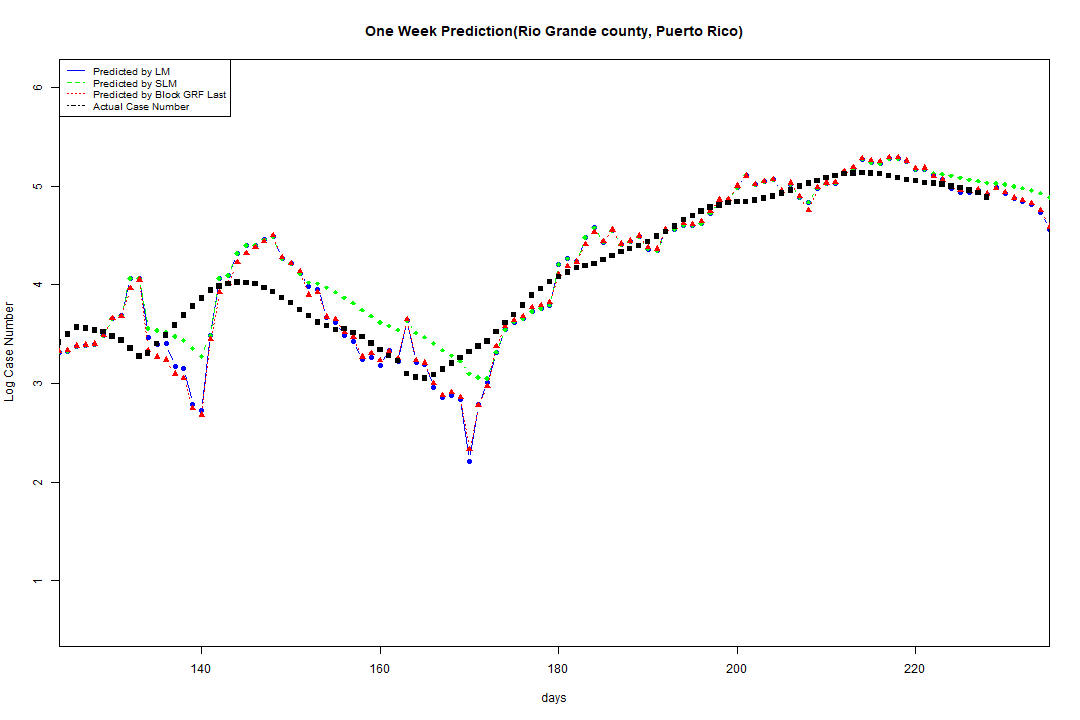 One Week Prediction(Rio Grande county, Puerto Rico)
Predicted by LM
Predicted by SLM
Predicted by Block GRF Last
Actual Case Number
6
5
4
3
2
1
Log Case Number
140 160 180 200 220
days